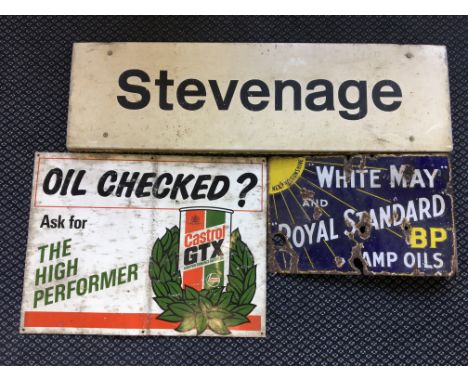 Stevenage
OIL CHECKED?
Ask for
THE
HIGH
PERFORMER
Castrol
GTX
"WHITE MAY"
AND
"ROYAL STANDARD"
BP
LAMP OILS